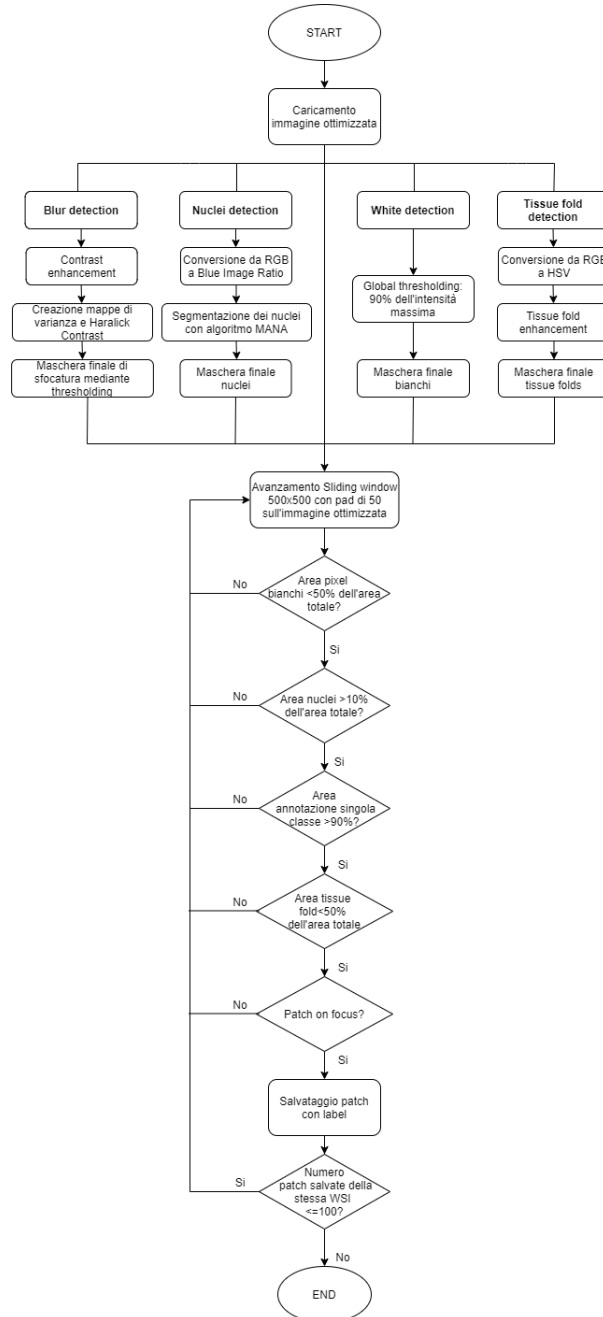 START
Caricamento
immagine ottimizzata
Blur detection
Nuclei detection
White detection
Tissue fold
detection
Contrast
enhancement
Conversione da RGB
a Blue Image Ratio
Global thresholding:
90% dell'intensità
massima
Conversione da RGB
a HSV
Creazione mappe di
varianza e Haralick
Contrast
Segmentazione dei nuclei
con algoritmo MANA
Tissue fold
enhancement
Maschera finale di
sfocatura mediante
thresholding
Maschera finale
nuclei
Maschera finale
bianchi
Maschera finale
tissue folds
Avanzamento Sliding window
500x500 con pad di 50
sull'immagine ottimizzata
No
Area pixel
bianchi <50% dell'area
totale?
Si
No
Area nuclei >10%
dell'area totale?
Si
No
Area
annotazione singola
classe >90%?
Si
No
Area tissue
fold<50%
dell'area totale
Si
No
Patch on focus?
Si
Salvataggio patch
con label
Si
Numero
patch salvate della
stessa WSI
<=100?
No
END